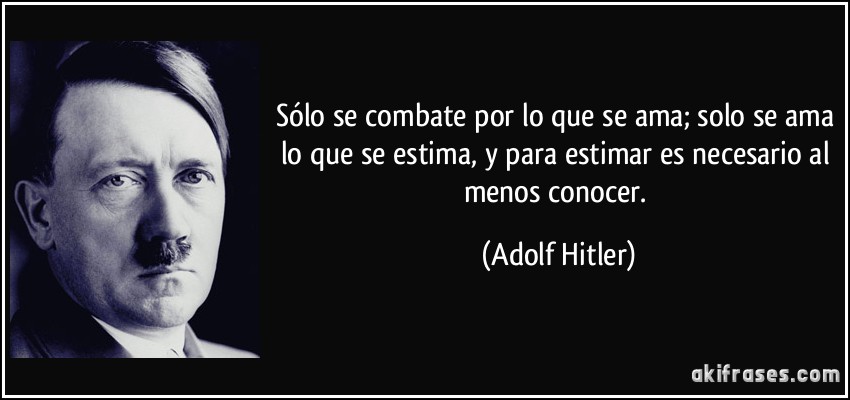 Sólo se combate por lo que se ama; solo se ama
lo que se estima, y para estimar es necesario al
menos conocer.
(Adolf Hitler)
akifrases.com